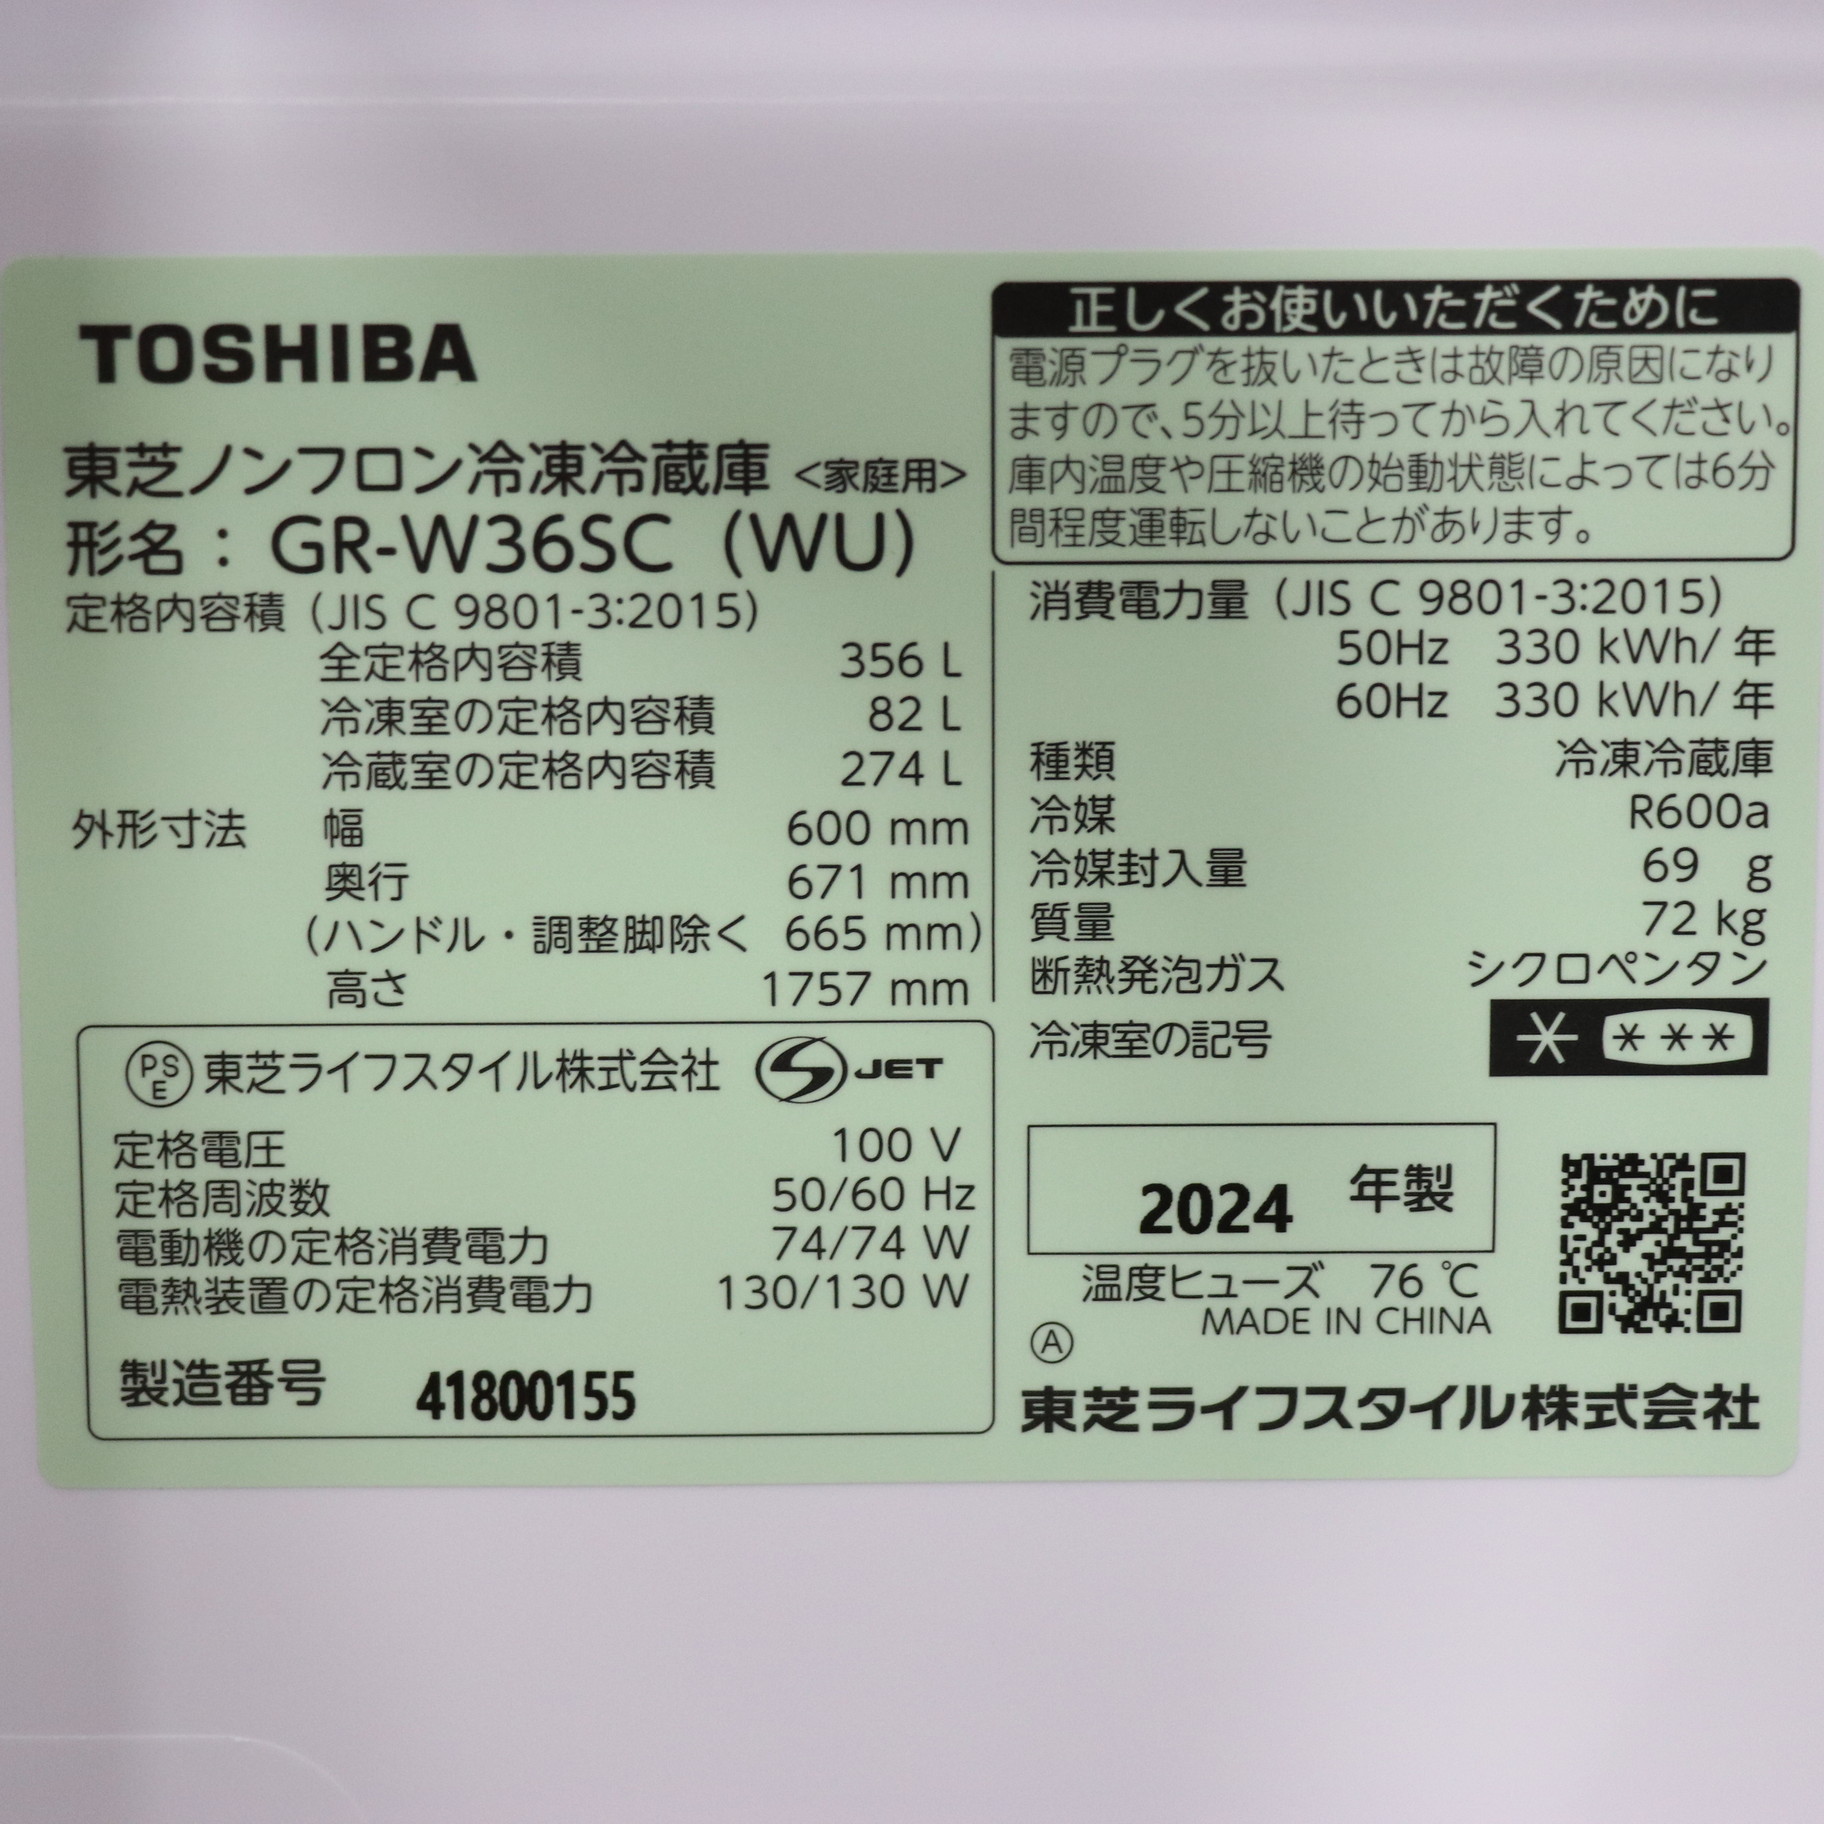 TOSHIBA
東芝ノンフロン冷凍冷蔵庫 <家庭用>
形名： GR-W36SC (WU)
定格内容積 (JIS C 9801-3:2015)
全定格内容積 356 L
冷凍室の定格内容積 82 L
冷蔵室の定格内容積 274 L
外形寸法 幅 600 mm
奥行 671 mm
(ハンドル・調整脚除く 665 mm)
高さ 1757 mm
PSE 東芝ライフスタイル株式会社 S JET
定格電圧 100 V
定格周波数 50/60 Hz
電動機の定格消費電力 74/74 W
電熱装置の定格消費電力 130/130 W
製造番号 41800155
正しくお使いいただくために
電源プラグを抜いたときは故障の原因になり
ますので、5分以上待ってから入れてください。
庫内温度や圧縮機の始動状態によっては6分
間程度運転しないことがあります。
消費電力量 (JIS C 9801-3:2015)
50Hz 330 kWh/年
60Hz 330 kWh/年
種類 冷凍冷蔵庫
冷媒 R600a
冷媒封入量 69 g
質量 72 kg
断熱発泡ガス シクロペンタン
冷凍室の記号 * ***
2024 年製
温度ヒューズ 76 ℃
MADE IN CHINA
Ⓐ
東芝ライフスタイル株式会社